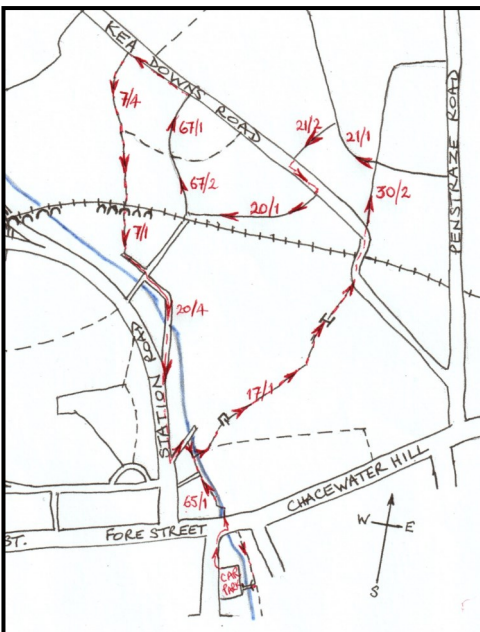 KEA DOWNS ROAD
7/4
67/1
21/2
21/1
PENSTRAZE ROAD
67/2
30/2
20/1
7/1
20/4
STATION ROAD
17/1
65/1
CHACEWATER HILL
ST.
FORE STREET
W E
S
CAR
PARK